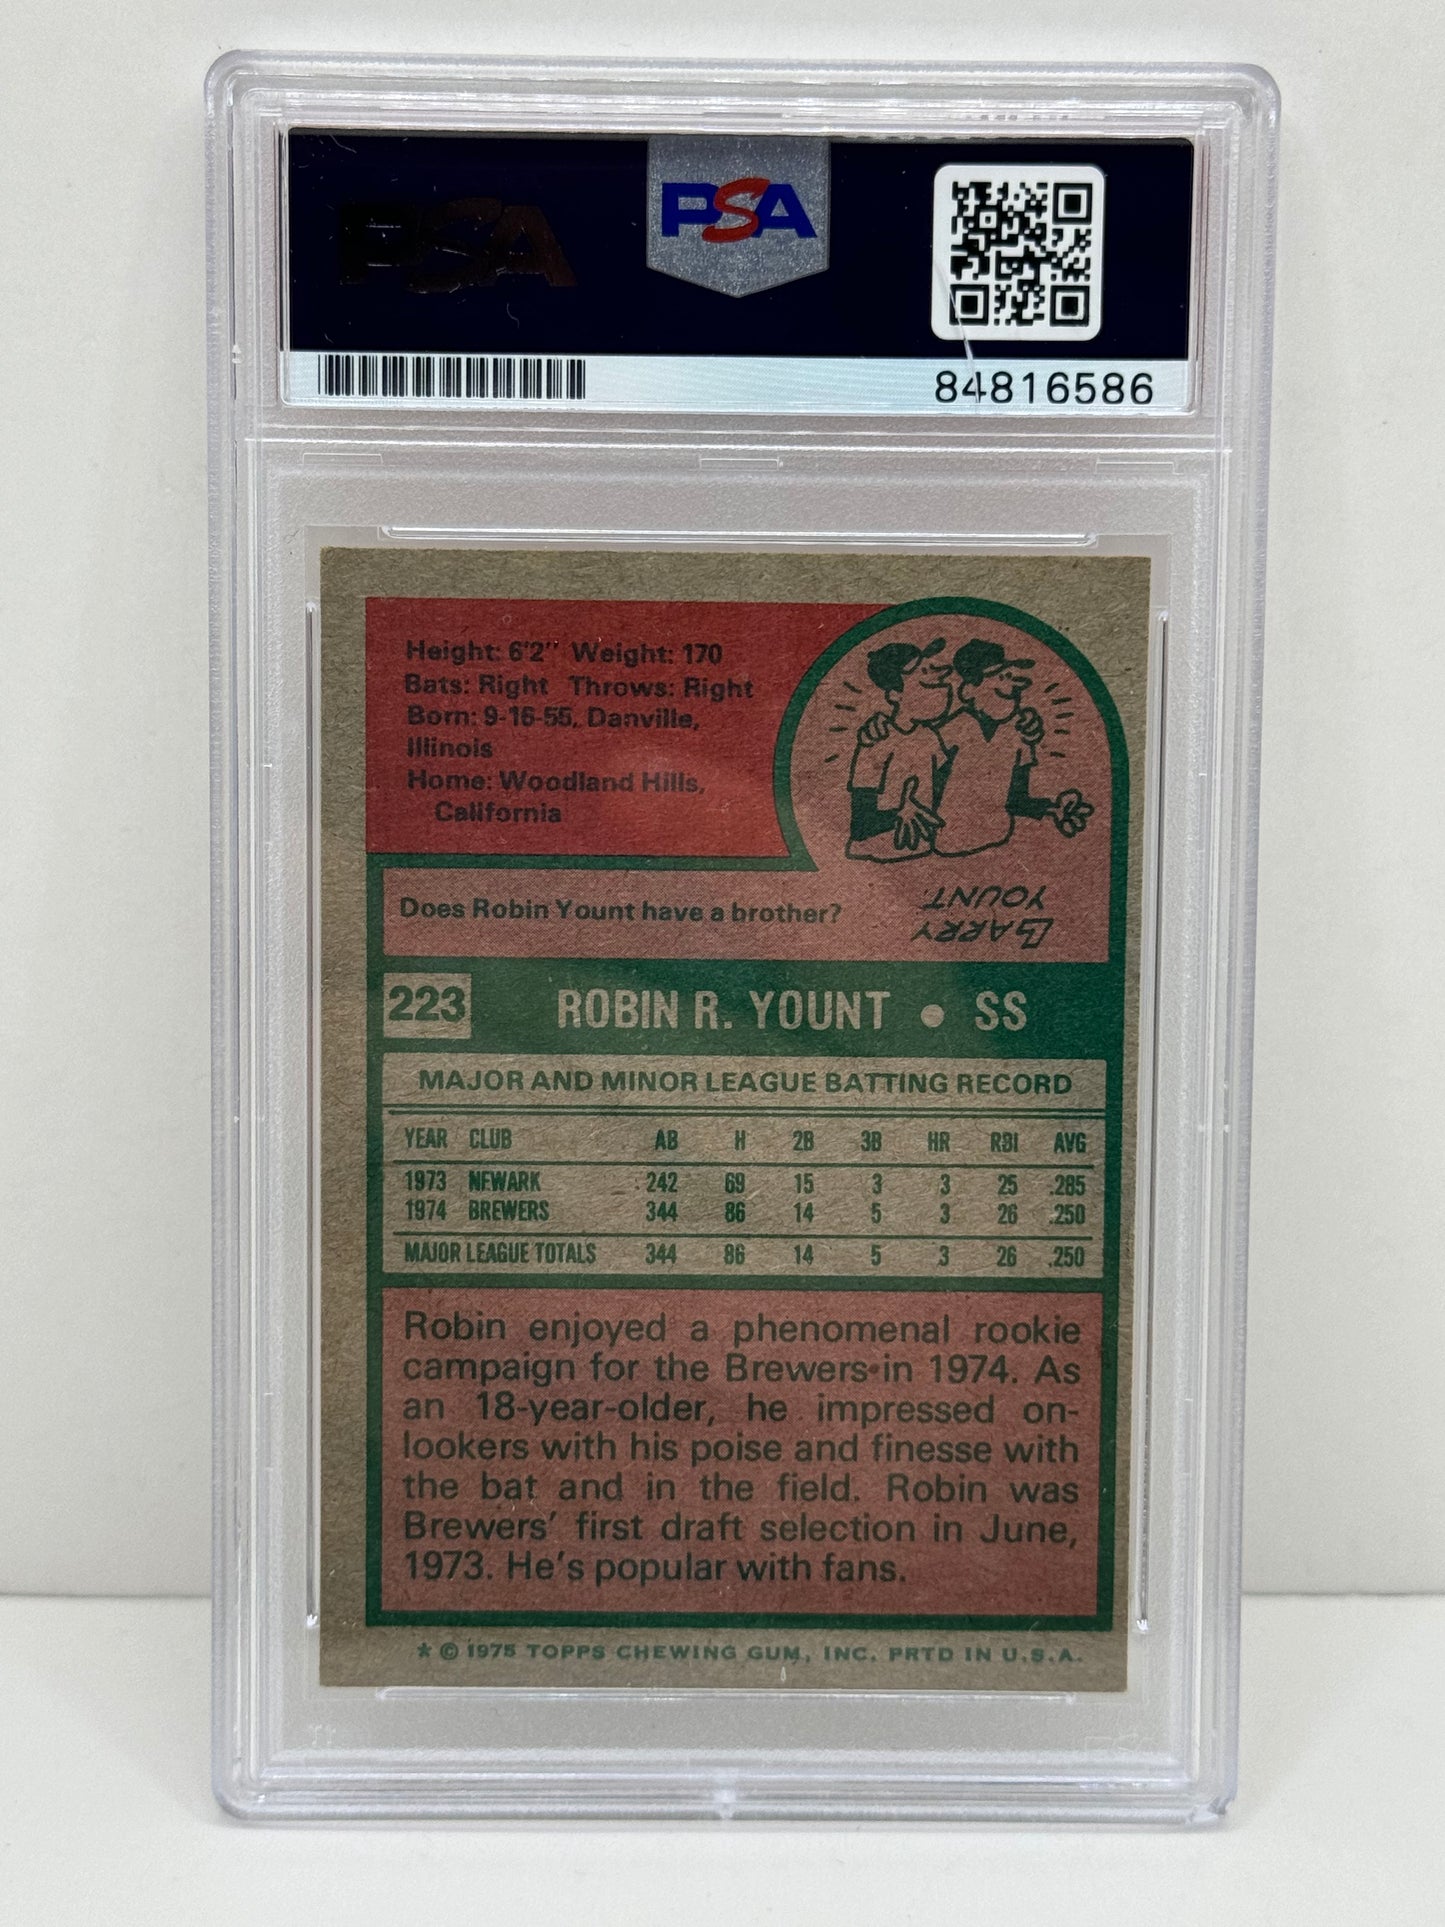 PSA
PSA
84816586
Height: 6'2" Weight: 170
Bats: Right Throws: Right
Born: 9-16-55, Danville,
Illinois
Home: Woodland Hills,
California
Does Robin Yount have a brother?
BARRY
YOUNT.
223 ROBIN R. YOUNT • SS
MAJOR AND MINOR LEAGUE BATTING RECORD
YEAR CLUB AB H 2B 3B HR RBI AVG
1973 NEWARK 242 69 15 3 3 25 .285
1974 BREWERS 344 86 14 5 3 26 .250
MAJOR LEAGUE TOTALS 344 86 14 5 3 26 .250
Robin enjoyed a phenomenal rookie
campaign for the Brewers in 1974. As
an 18-year-older, he impressed on-
lookers with his poise and finesse with
the bat and in the field. Robin was
Brewers' first draft selection in June,
1973. He's popular with fans.
* © 1975 TOPPS CHEWING GUM, INC. PRTD IN U.S.A.